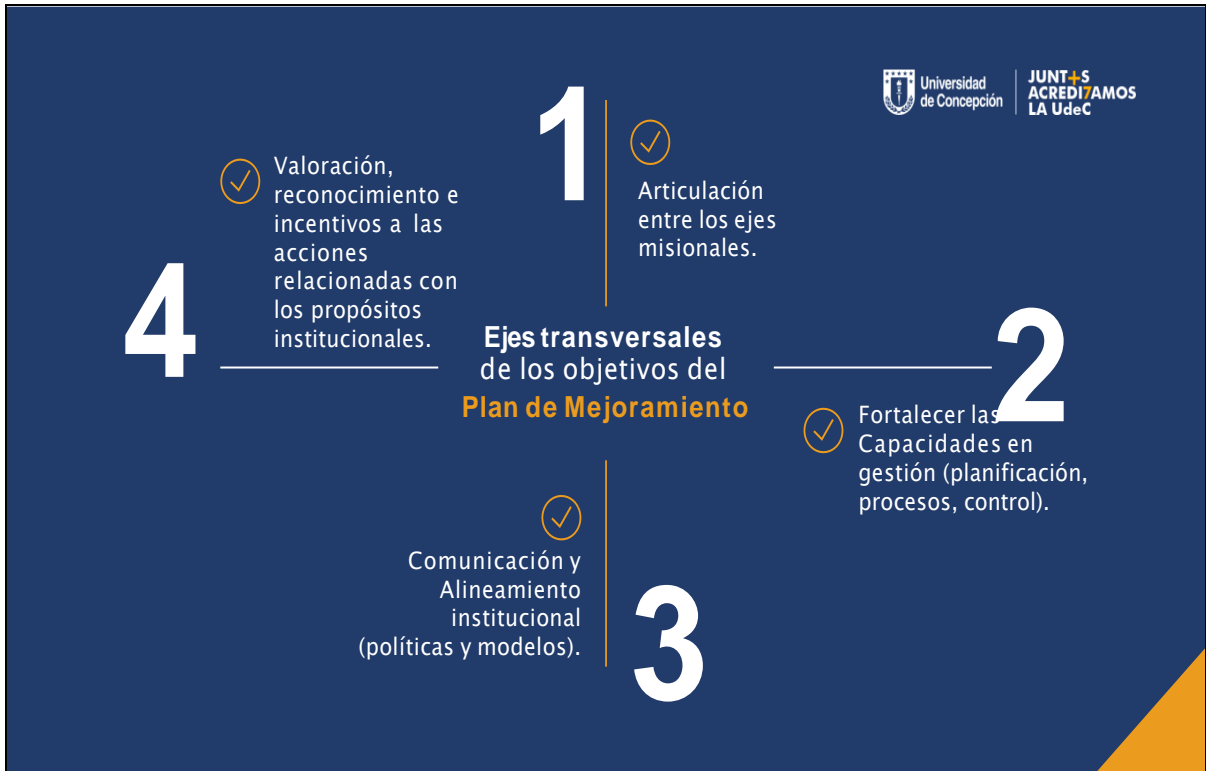 Universidad
de Concepción
JUNT+S
ACREDI7AMOS
LA UdeC
1
Articulación
entre los ejes
misionales.
Ejes transversales
de los objetivos del
Plan de Mejoramiento
2
Fortalecer las
Capacidades en
gestión (planificación,
procesos, control).
3
Comunicación y
Alineamiento
institucional
(políticas y modelos).
4
Valoración,
reconocimiento e
incentivos a las
acciones
relacionadas con
los propósitos
institucionales.